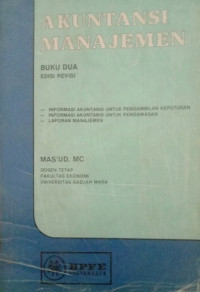 AKUNTANSI
MANAJEMEN
BUKU DUA
EDISI REVISI
— INFORMASI AKUNTANSI UNTUK PENGAMBILAN KEPUTUSAN
— INFORMASI AKUNTANSI UNTUK PENGAWASAN
— LAPORAN MANAJEMEN
MAS'UD. MC
DOSEN TETAP
FAKULTAS EKONOMI
UNIVERSITAS GADJAH MADA
BPFE
YOGYAKARTA